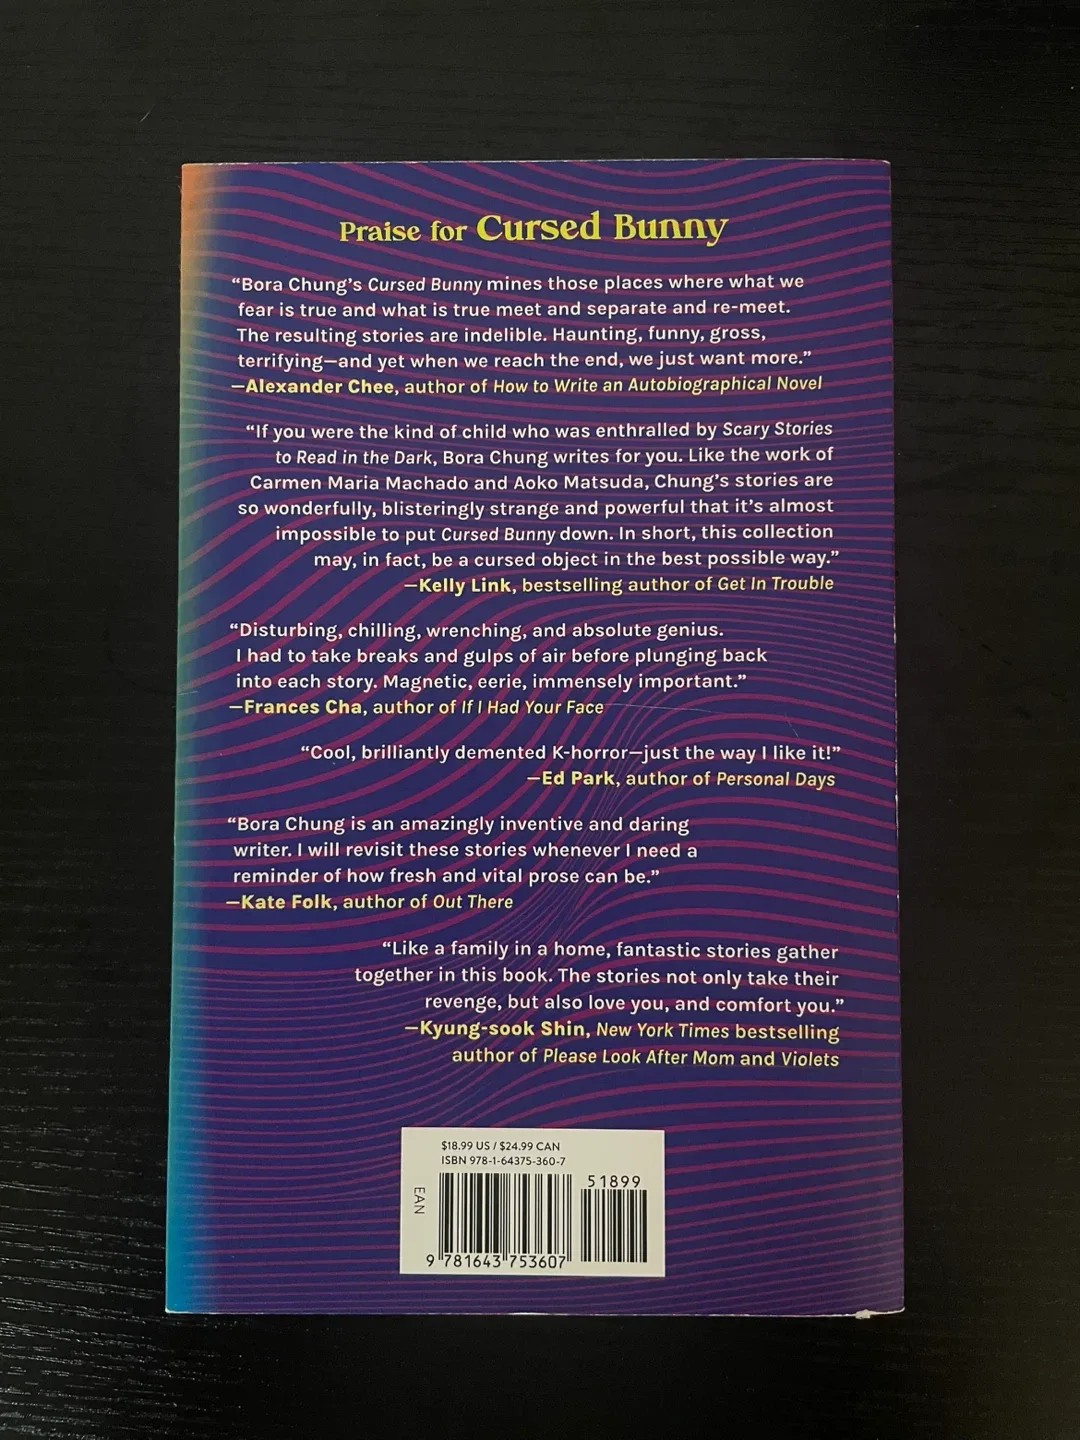 Praise for Cursed Bunny
“Bora Chung’s Cursed Bunny mines those places where what we
fear is true and what is true meet and separate and re-meet.
The resulting stories are indelible. Haunting, funny, gross,
terrifying—and yet when we reach the end, we just want more.”
—Alexander Chee, author of How to Write an Autobiographical Novel
“If you were the kind of child who was enthralled by Scary Stories
to Read in the Dark, Bora Chung writes for you. Like the work of
Carmen Maria Machado and Aoko Matsuda, Chung’s stories are
so wonderfully, blisteringly strange and powerful that it’s almost
impossible to put Cursed Bunny down. In short, this collection
may, in fact, be a cursed object in the best possible way.”
—Kelly Link, bestselling author of Get In Trouble
“Disturbing, chilling, wrenching, and absolute genius.
I had to take breaks and gulps of air before plunging back
into each story. Magnetic, eerie, immensely important.”
—Frances Cha, author of If I Had Your Face
“Cool, brilliantly demented K-horror—just the way I like it!”
—Ed Park, author of Personal Days
“Bora Chung is an amazingly inventive and daring
writer. I will revisit these stories whenever I need a
reminder of how fresh and vital prose can be.”
—Kate Folk, author of Out There
“Like a family in a home, fantastic stories gather
together in this book. The stories not only take their
revenge, but also love you, and comfort you.”
—Kyung-sook Shin, New York Times bestselling
author of Please Look After Mom and Violets
$18.99 US / $24.99 CAN
ISBN 978-1-64375-360-7
51899
EAN
9 781643 753607